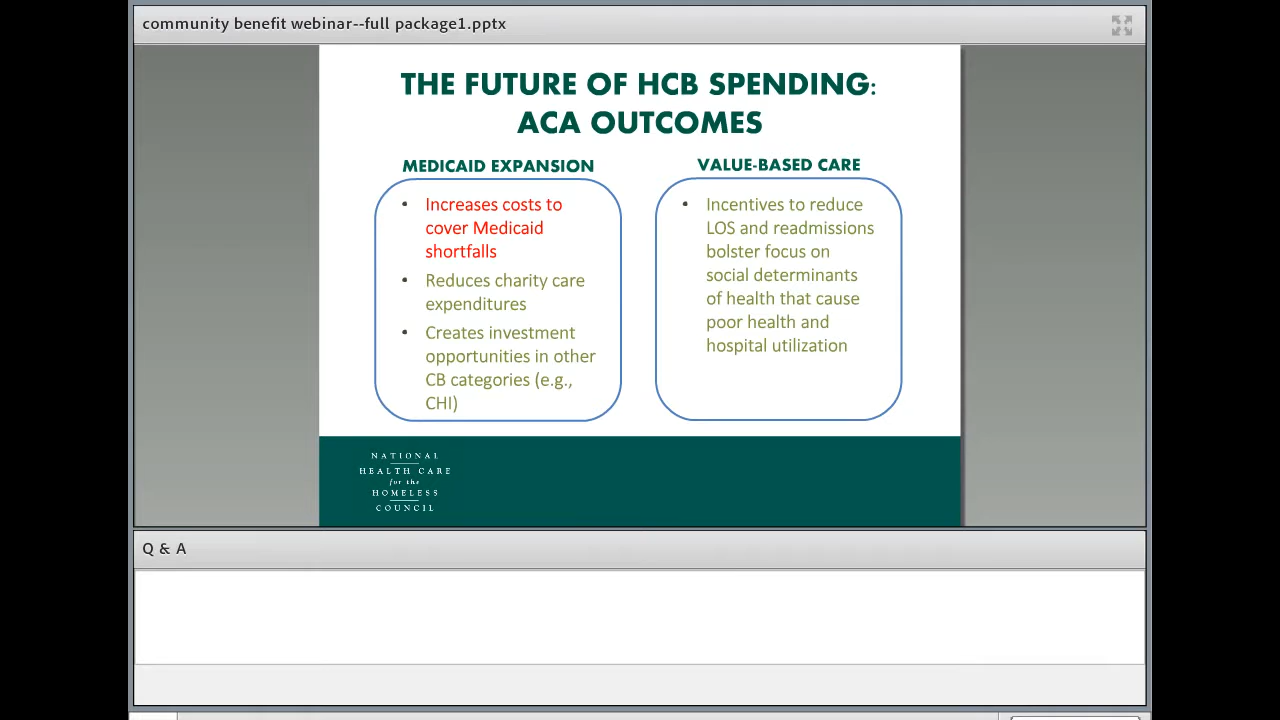 community benefit webinar--full package1.pptx
THE FUTURE OF HCB SPENDING:
ACA OUTCOMES
MEDICAID EXPANSION
• Increases costs to
cover Medicaid
shortfalls
• Reduces charity care
expenditures
• Creates investment
opportunities in other
CB categories (e.g.,
CHI)
VALUE-BASED CARE
• Incentives to reduce
LOS and readmissions
bolster focus on
social determinants
of health that cause
poor health and
hospital utilization
NATIONAL
HEALTH CARE
for the
HOMELESS
COUNCIL
Q & A